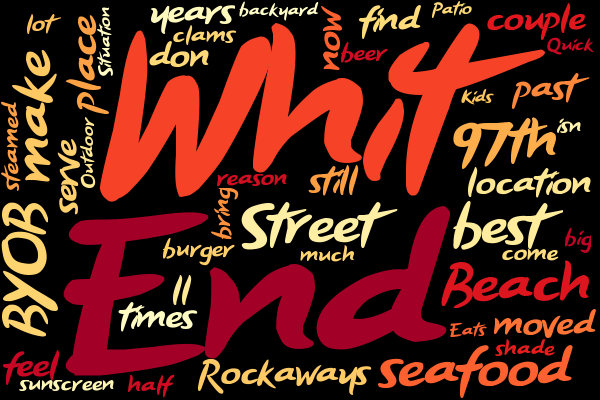 lot
years
backyard
clams
don
Situation
place
now
beer
find
Patio
couple
Quick
make
steamed
Whit
Kids
past
97th
isn
Outdoor
serve
reason
still
location
BYOB
bring
Street
best
burger
much
come
big
End
ll
times
Beach
Eats
moved
shade
feel
sunscreen
half
Rockaways
seafood